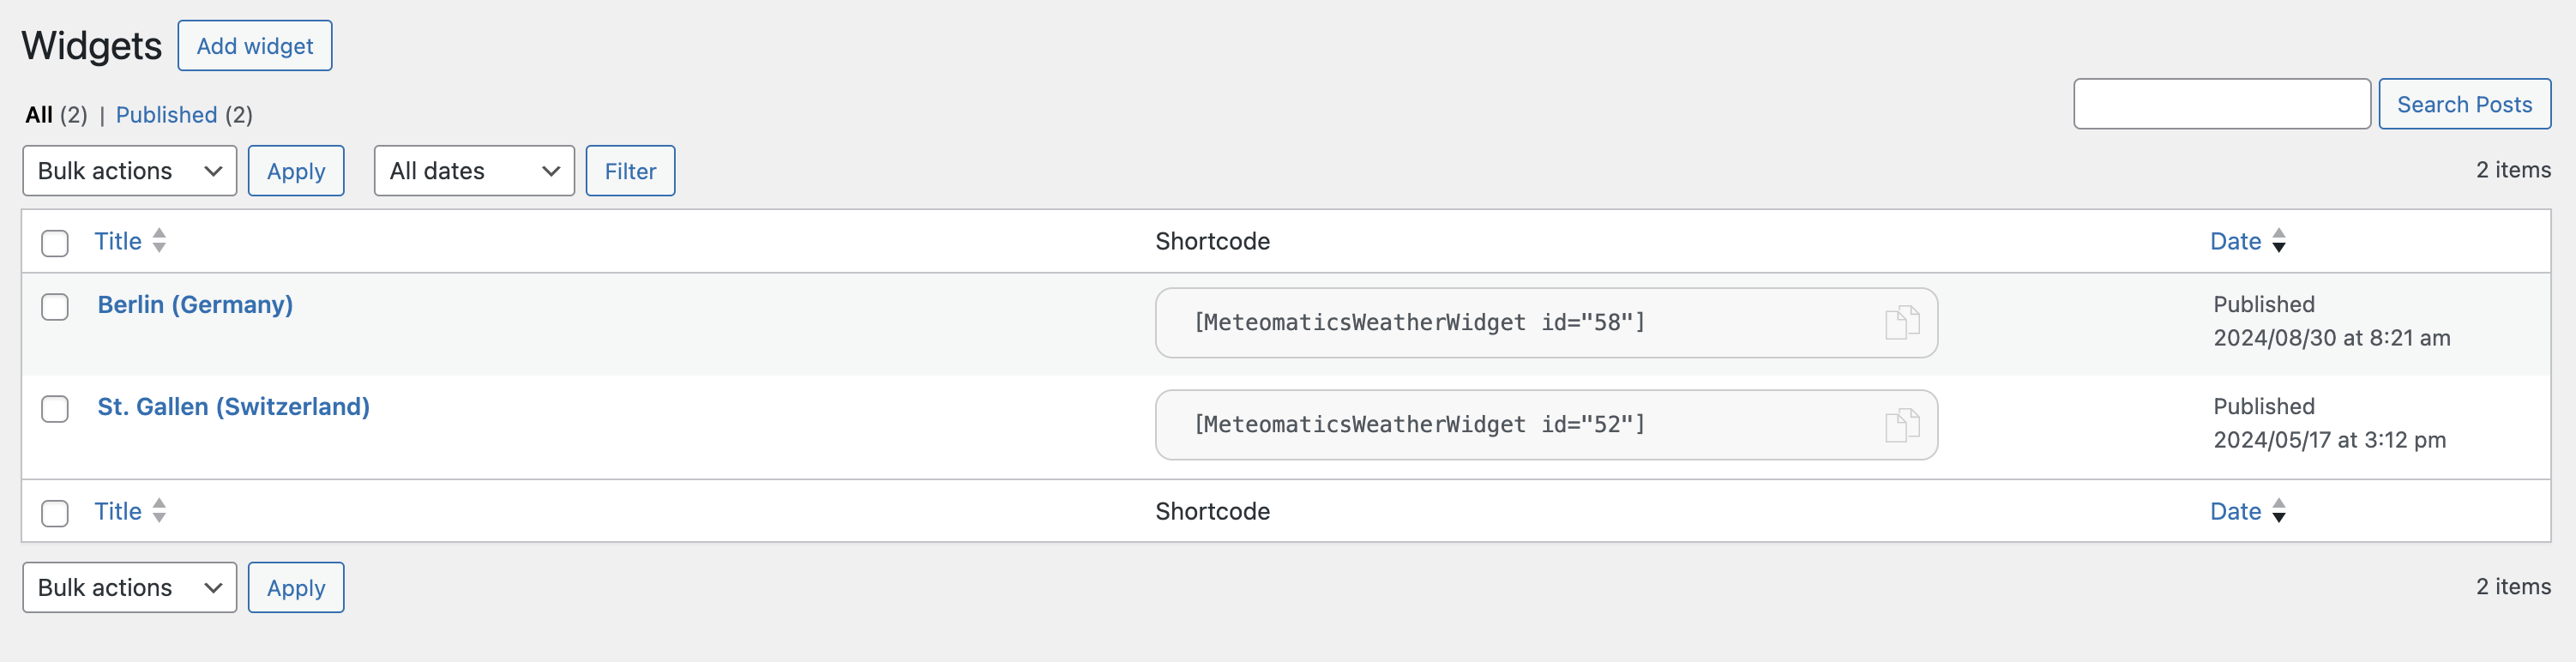 Widgets Add widget
Search Posts
All (2) | Published (2)
Bulk actions Apply All dates Filter 2 items
Title Shortcode Date
Berlin (Germany) [MeteomaticsWeatherWidget id="58"] Published
2024/08/30 at 8:21 am
St. Gallen (Switzerland) [MeteomaticsWeatherWidget id="52"] Published
2024/05/17 at 3:12 pm
Title Shortcode Date
Bulk actions Apply 2 items